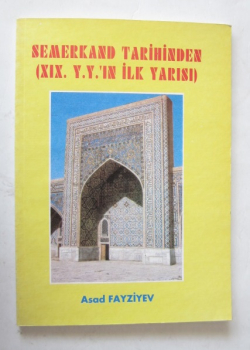 SEMERKAND TARİHİNDEN
(XIX. Y.Y.'IN İLK YARISI)
Asad FAYZİYEV